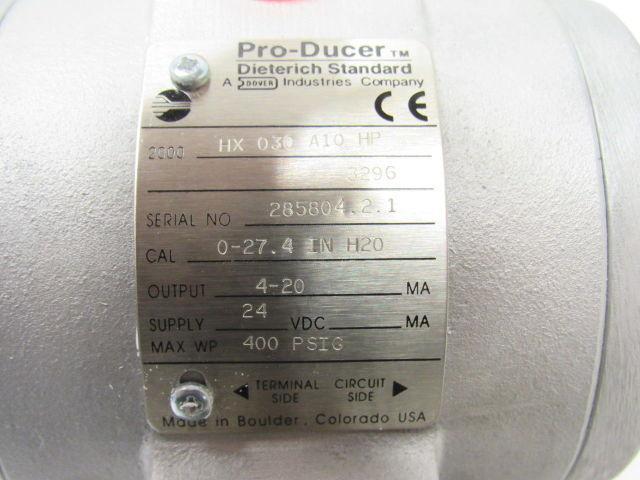 Pro-Ducer TM
Dieterich Standard
A DOVER Industries Company
CE
2000 HX 030 A10 HP
3296
SERIAL NO 285804.2.1
CAL 0-27.4 IN H20
OUTPUT 4-20 MA
SUPPLY 24 VDC MA
MAX WP 400 PSIG
TERMINAL SIDE
CIRCUIT SIDE
Made in Boulder, Colorado USA